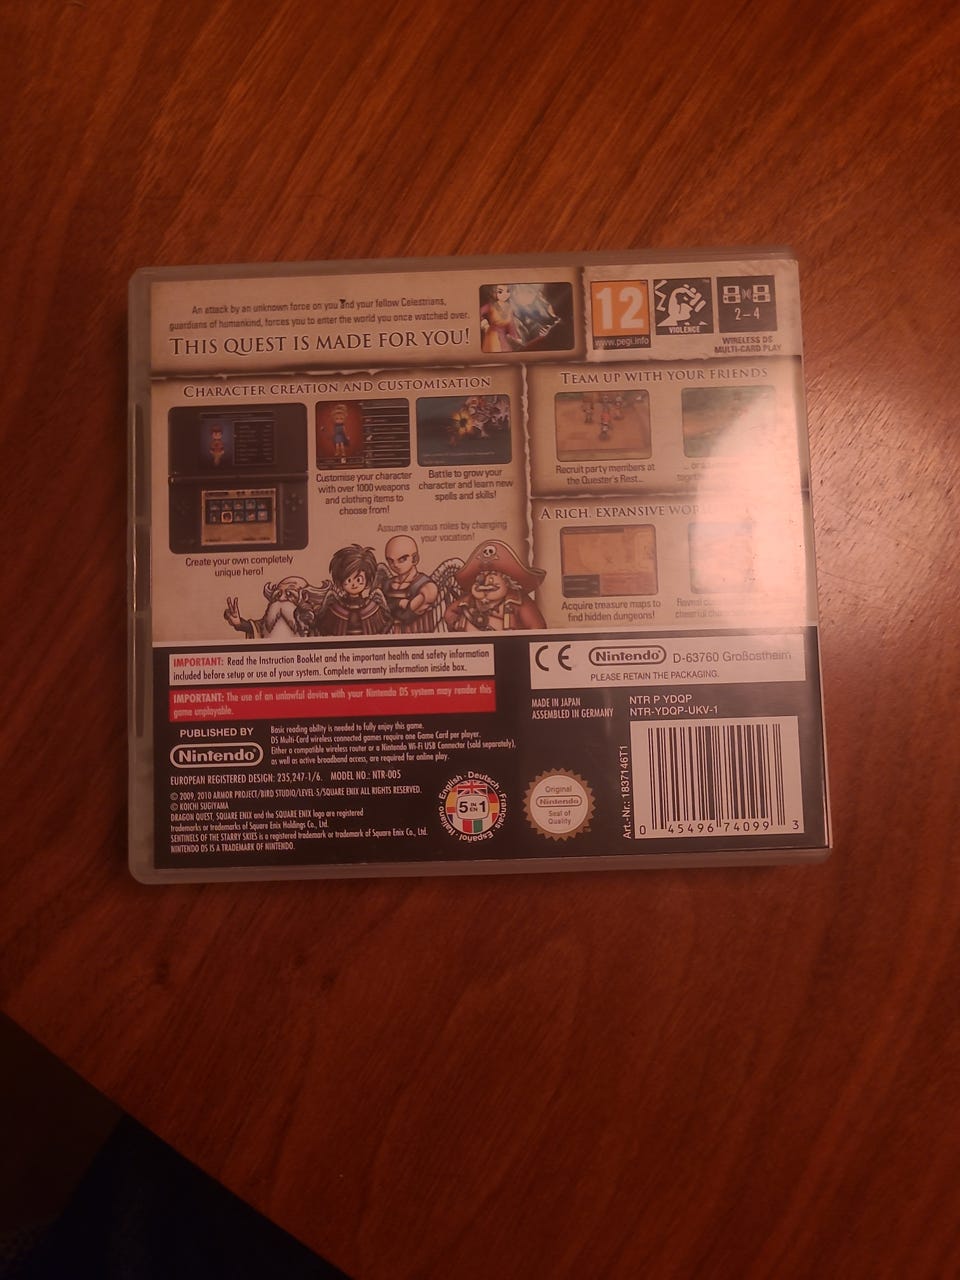 An attack by an unknown force on you and your fellow Celestrians,
guardians of humankind, forces you to enter the world you once watched over.
THIS QUEST IS MADE FOR YOU!
12
www.pegi.info
VIOLENCE
2-4
WIRELESS DS
MULTI-CARD PLAY
CHARACTER CREATION AND CUSTOMISATION
Create your own completely
unique hero!
Customise your character
with over 1000 weapons
and clothing items to
choose from!
Battle to grow your
character and learn new
spells and skills!
Assume various roles by changing
your vocation!
TEAM UP WITH YOUR FRIENDS
Recruit party members at
the Quester's Rest...
... or
A RICH, EXPANSIVE
Acquire treasure maps to
find hidden dungeons!
Reveal
IMPORTANT: Read the Instruction Booklet and the important health and safety information
included before setup or use of your system. Complete warranty information inside box.
IMPORTANT: The use of an unlawful device with your Nintendo DS system may render this
game unplayable.
PUBLISHED BY
Nintendo
Basic reading ability is needed to fully enjoy this game.
DS Multi-Card wireless connected games require one Game Card per player.
Either a compatible wireless router or a Nintendo Wi-Fi USB Connector (sold separately),
as well as active broadband access, are required for online play.
EUROPEAN REGISTERED DESIGN: 235,247-1/6. MODEL NO.: NTR-005
© 2009, 2010 ARMOR PROJECT/BIRD STUDIO/LEVEL-5/SQUARE ENIX ALL RIGHTS RESERVED.
© KOICHI SUGIYAMA
DRAGON QUEST, SQUARE ENIX and the SQUARE ENIX logo are registered
trademarks or trademarks of Square Enix Holdings Co., Ltd.
SENTINELS OF THE STARRY SKIES is a registered trademark or trademark of Square Enix Co., Ltd.
NINTENDO DS IS A TRADEMARK OF NINTENDO.
English · Deutsch · Français · Español · Italiano
5 IN EN 1
Original
Nintendo
Seal of
Quality
CE
Nintendo
D-63760 Großostheim
PLEASE RETAIN THE PACKAGING.
MADE IN JAPAN
ASSEMBLED IN GERMANY
NTR P YDQP
NTR-YDQP-UKV-1
Art.-Nr.: 1837146T1
0 45496 74099 3